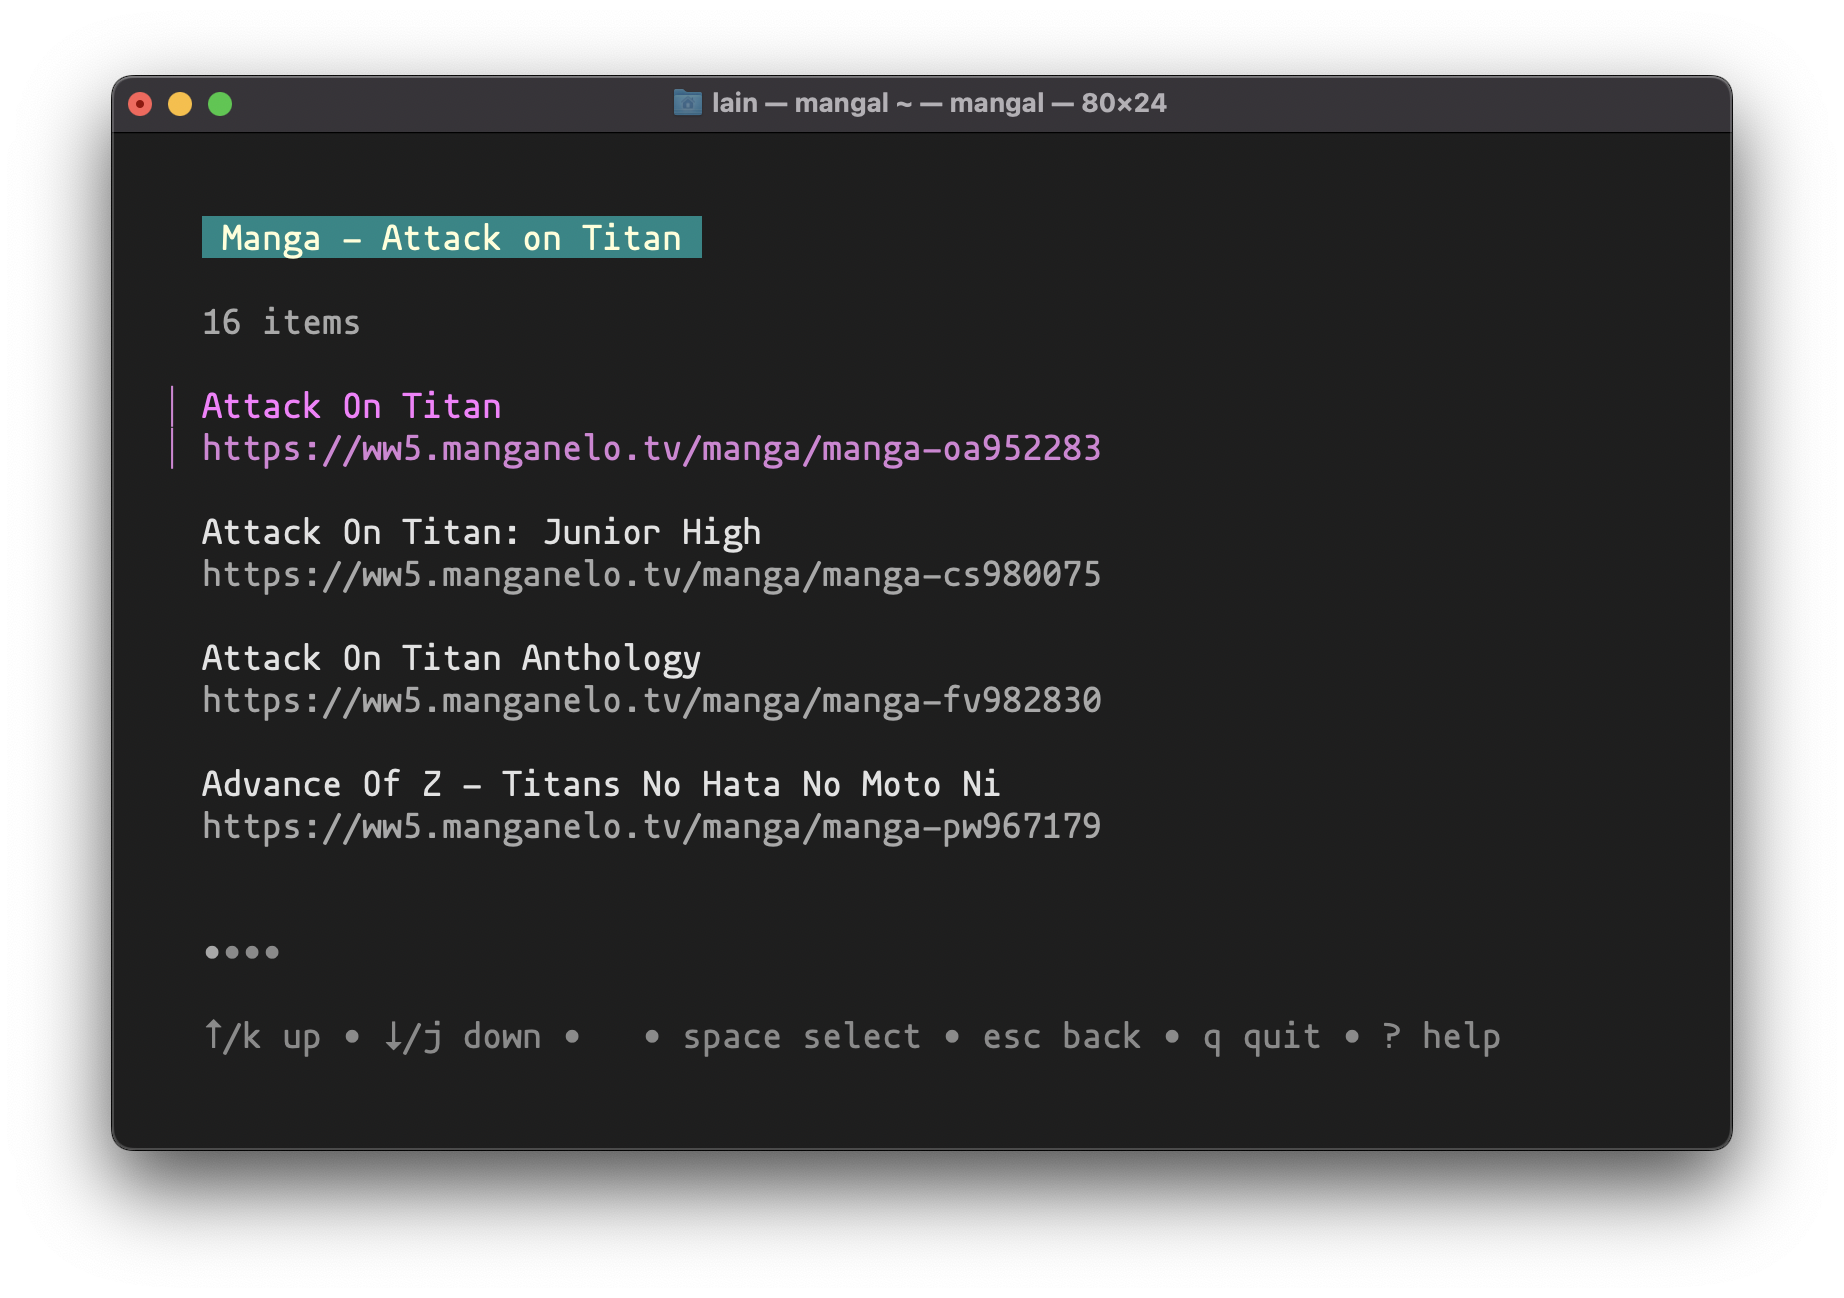 lain — mangal ~ — mangal — 80×24
Manga - Attack on Titan
16 items
Attack On Titan
https://ww5.manganelo.tv/manga/manga-oa952283
Attack On Titan: Junior High
https://ww5.manganelo.tv/manga/manga-cs980075
Attack On Titan Anthology
https://ww5.manganelo.tv/manga/manga-fv982830
Advance Of Z - Titans No Hata No Moto Ni
https://ww5.manganelo.tv/manga/manga-pw967179
••••
↑/k up • ↓/j down •   • space select • esc back • q quit • ? help